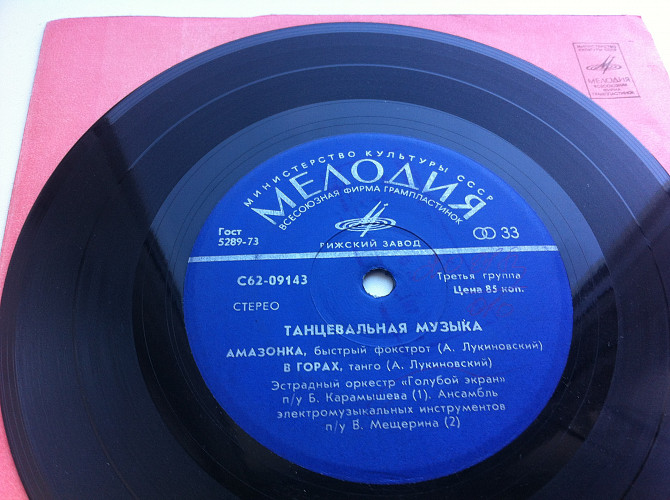 МИНИСТЕРСТВО КУЛЬТУРЫ СССР
МЕЛОДИЯ
ВСЕСОЮЗНАЯ ФИРМА ГРАМПЛАСТИНОК
Гост
5289-73
РИЖСКИЙ ЗАВОД
33
С62-09143
Третья группа
Цена 85 коп.
СТЕРЕО
ТАНЦЕВАЛЬНАЯ МУЗЫКА
АМАЗОНКА, быстрый фокстрот (А. Лукиновский)
В ГОРАХ, танго (А. Лукиновский)
Эстрадный оркестр «Голубой экран»
п/у Б. Карамышева (1). Ансамбль
электромузыкальных инструментов
п/у В. Мещерина (2)
МЕЛОДИЯ